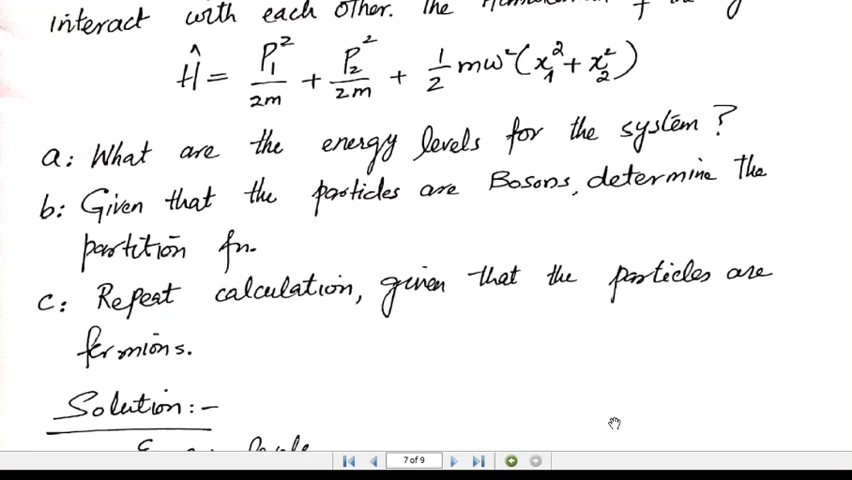 interact with each other. The
Ĥ = P₁²/2m + P₂²/2m + 1/2 mω²(x₁² + x₂²)
a: What are the energy levels for the system?
b: Given that the particles are Bosons, determine the
partition fn.
c: Repeat calculation, given that the particles are
fermions.
Solution:-
7 of 9